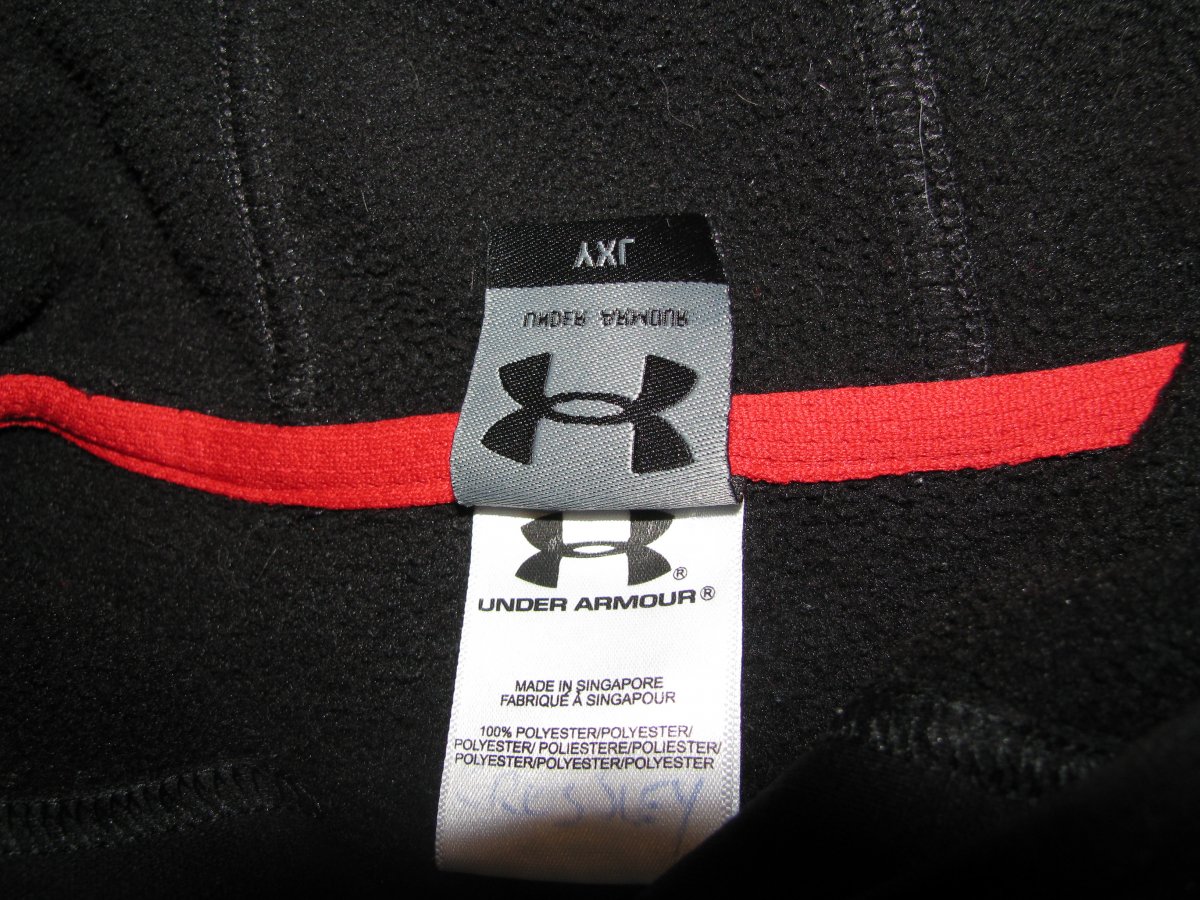 YXL
UNDER ARMOUR
®
UNDER ARMOUR®
MADE IN SINGAPORE
FABRIQUÉ À SINGAPOUR
100% POLYESTER/POLYESTER/
POLYESTER/ POLIESTERE/POLIESTER/
POLYESTER/POLYESTER/POLYESTER